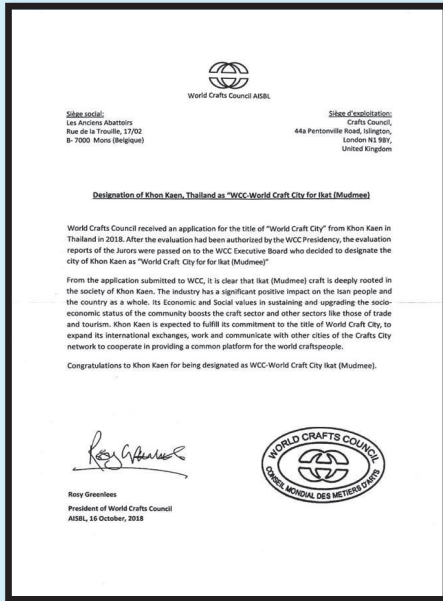 World Crafts Council AISBL
Siège social:
Les Anciens Abattoirs
Rue de la Trouille, 17/02
B- 7000 Mons (Belgique)
Siège d'exploitation:
Crafts Council,
44a Pentonville Road, Islington,
London N1 9BY,
United Kingdom
Designation of Khon Kaen, Thailand as "WCC-World Craft City for Ikat (Mudmee)
World Crafts Council received an application for the title of "World Craft City" from Khon Kaen in
Thailand in 2018. After the evaluation had been authorized by the WCC Presidency, the evaluation
reports of the Jurors were passed on to the WCC Executive Board who decided to designate the
city of Khon Kaen as "World Craft City for for Ikat (Mudmee)"
From the application submitted to WCC, it is clear that Ikat (Mudmee) craft is deeply rooted in
the society of Khon Kaen. The industry has a significant positive impact on the Isan people and
the country as a whole. its Economic and Social values in sustaining and upgrading the socio-
economic status of the community boosts the craft sector and other sectors like those of trade
and tourism. Khon Kaen is expected to fulfill its commitment to the title of World Craft City, to
expand its international exchanges, work and communicate with other cities of the Crafts City
network to cooperate in providing a common platform for the world craftspeople.
Congratulations to Khon Kaen for being designated as WCC-World Craft City Ikat (Mudmee).
Rosy Greenlees
WORLD CRAFTS COUNCIL
CONSEIL MONDIAL DES METIERS D'ARTS
Rosy Greenlees
President of World Crafts Council
AISBL, 16 October, 2018